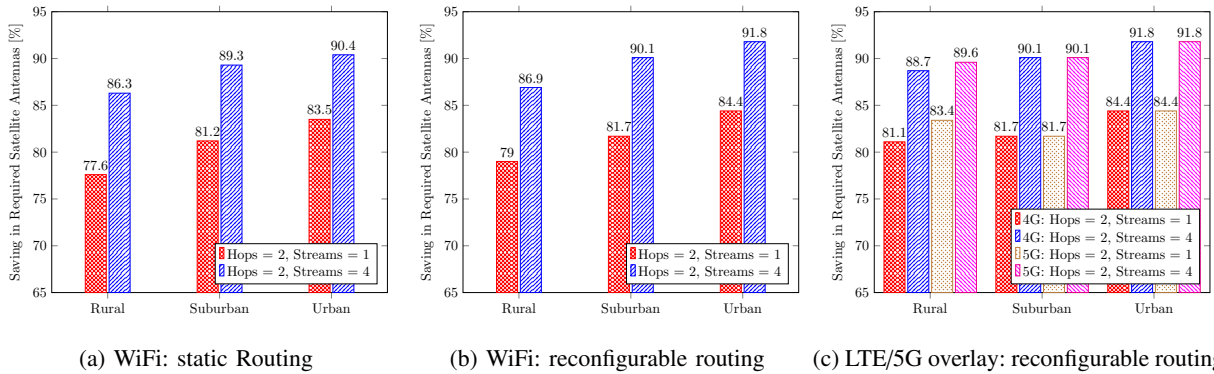 Saving in Required Satellite Antennas [%]
95
90
85
80
75
70
65
77.6
86.3
81.2
89.3
83.5
90.4
Hops = 2, Streams = 1
Hops = 2, Streams = 4
Rural
Suburban
Urban
(a) WiFi: static Routing
Saving in Required Satellite Antennas [%]
95
90
85
80
75
70
65
79
86.9
81.7
90.1
84.4
91.8
Hops = 2, Streams = 1
Hops = 2, Streams = 4
Rural
Suburban
Urban
(b) WiFi: reconfigurable routing
Saving in Required Satellite Antennas [%]
95
90
85
80
75
70
65
81.1
88.7
83.4
89.6
81.7
90.1
81.7
90.1
84.4
91.8
84.4
91.8
4G: Hops = 2, Streams = 1
4G: Hops = 2, Streams = 4
5G: Hops = 2, Streams = 1
5G: Hops = 2, Streams = 4
Rural
Suburban
Urban
(c) LTE/5G overlay: reconfigurable routing